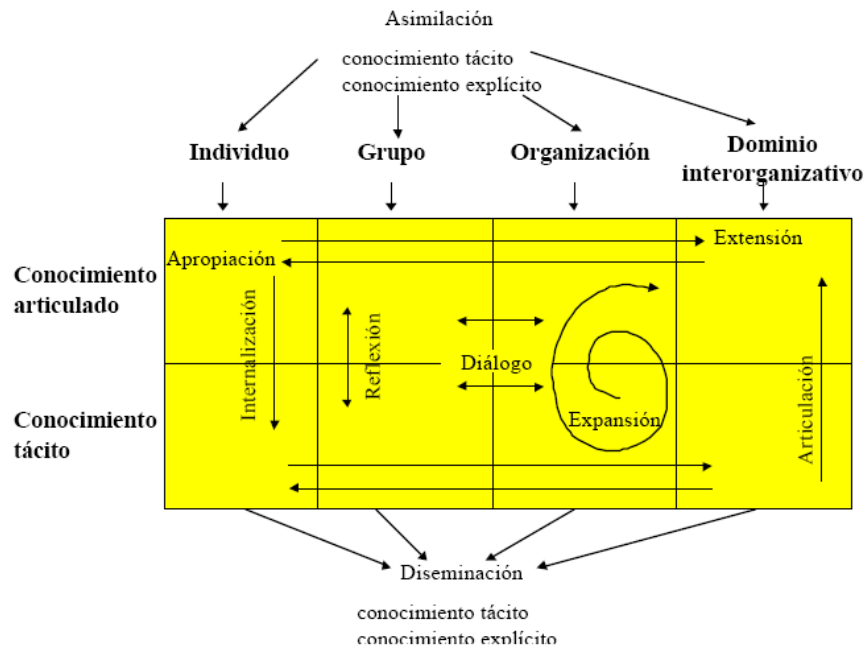 Asimilación
conocimiento tácito
conocimiento explícito
Individuo
Grupo
Organización
Dominio
interorganizativo
Extensión
Apropiación
Conocimiento
articulado
Internalización
Reflexión
Diálogo
Expansión
Articulación
Conocimiento
tácito
Diseminación
conocimiento tácito
conocimiento explícito